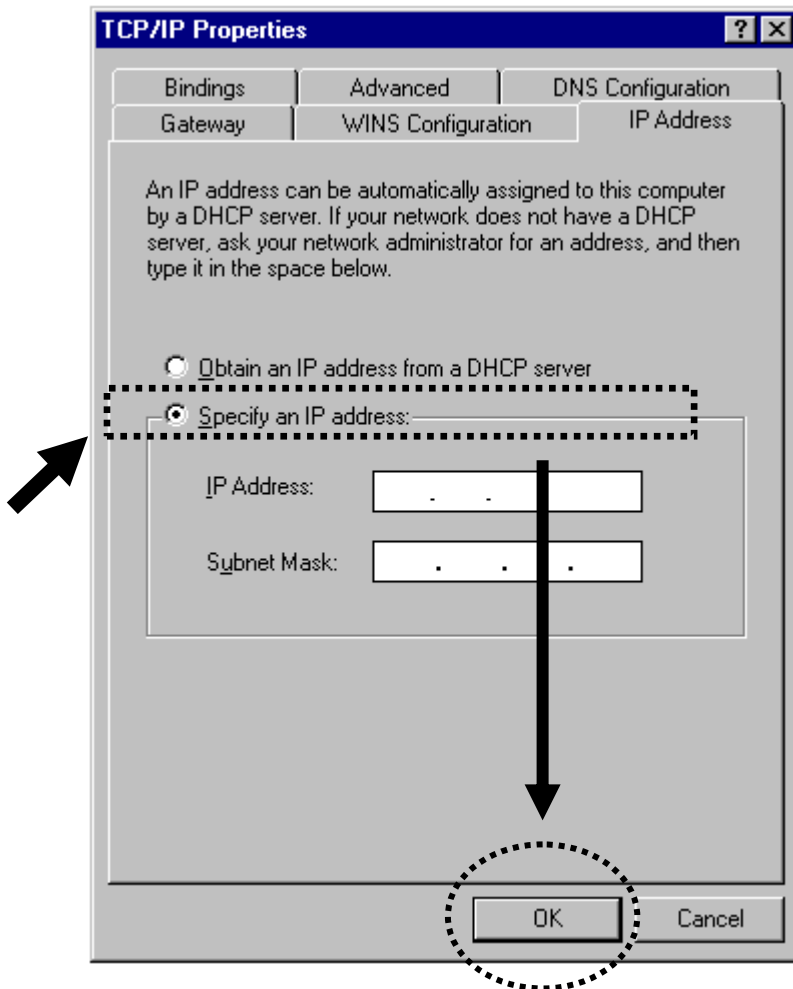 TCP/IP Properties
Bindings Advanced DNS Configuration
Gateway WINS Configuration IP Address
An IP address can be automatically assigned to this computer
by a DHCP server. If your network does not have a DHCP
server, ask your network administrator for an address, and then
type it in the space below.
Obtain an IP address from a DHCP server
Specify an IP address:
IP Address:
Subnet Mask:
OK Cancel